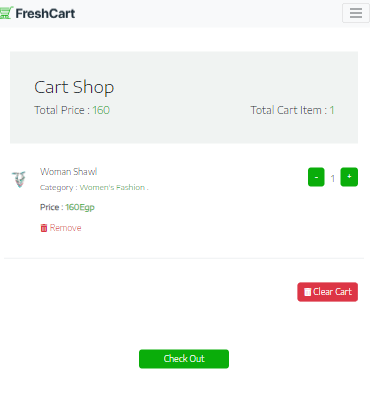 FreshCart
Cart Shop
Total Price : 160
Total Cart Item : 1
Woman Shawl
Category : Women's Fashion .
Price : 160Egp
Remove
- 1 +
Clear Cart
Check Out